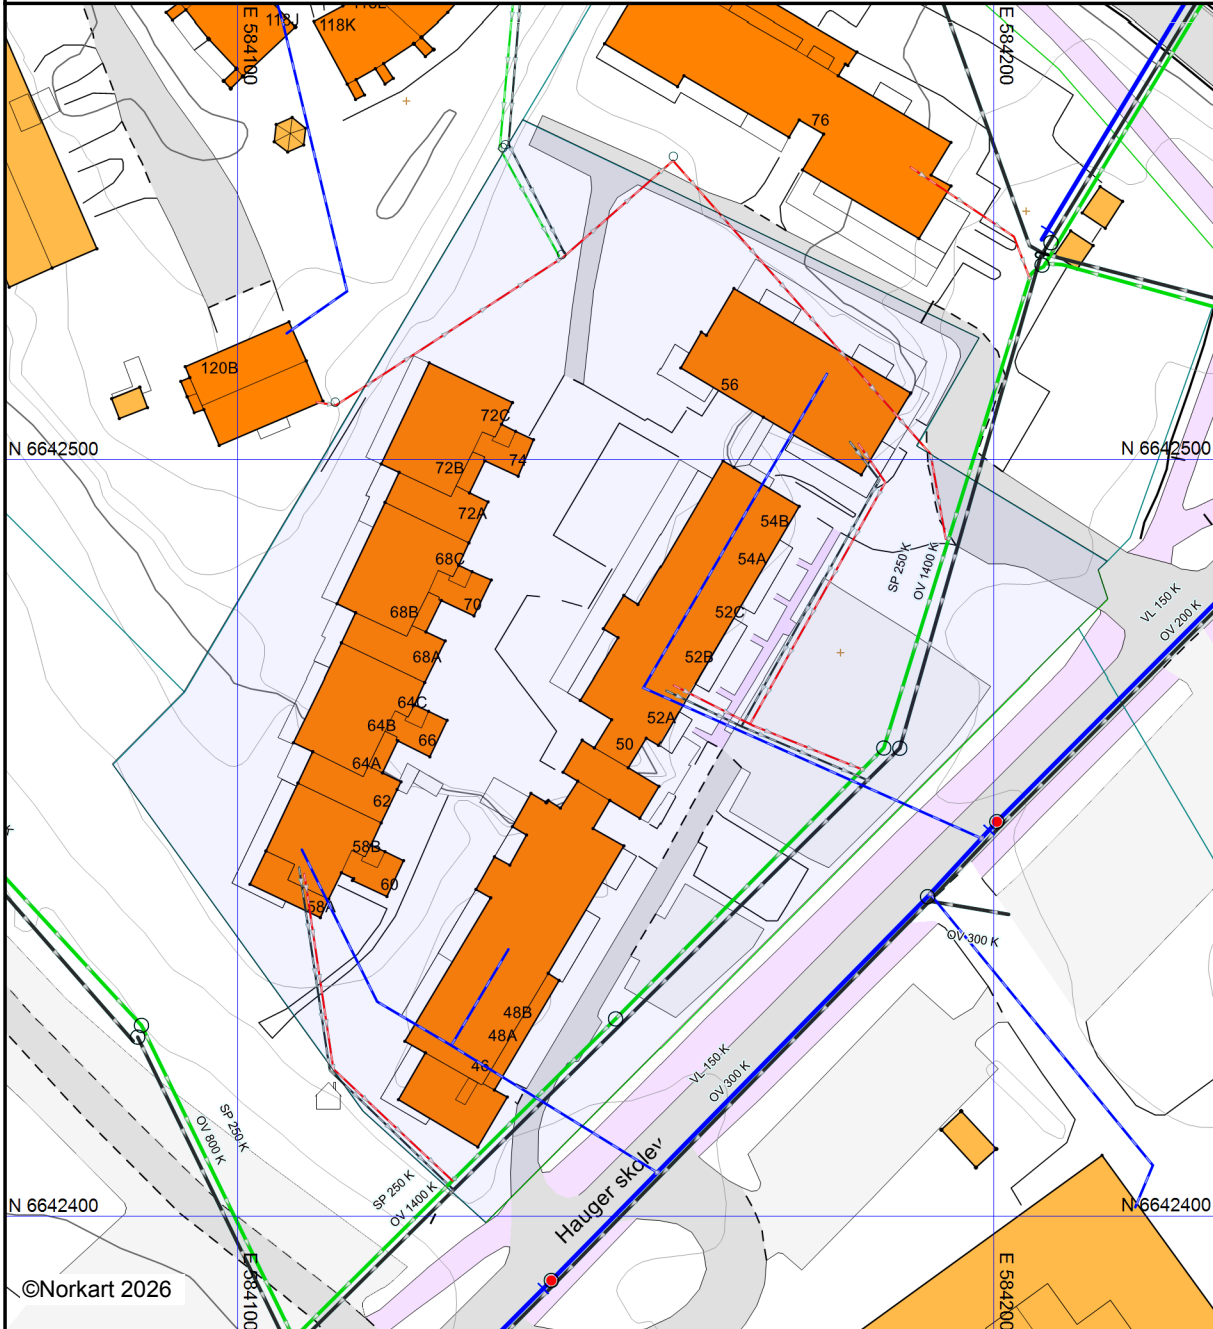 118J
118L
118K
E 584100
E 584200
76
120B
56
72C
74
72B
N 6642500
N 6642500
72A
54B
68C
54A
SP 250 K
OV 1400 K
70
68B
52C
VL 150 K
OV 200 K
68A
52B
64C
64B
52A
66
50
64A
62
58B
60
58A
OV 300 K
48B
48A
46
VL 150 K
OV 300 K
SP 250 K
OV 800 K
SP 250 K
OV 1400 K
Hauger skolev
N 6642400
N 6642400
E 584100
E 584200
©Norkart 2026